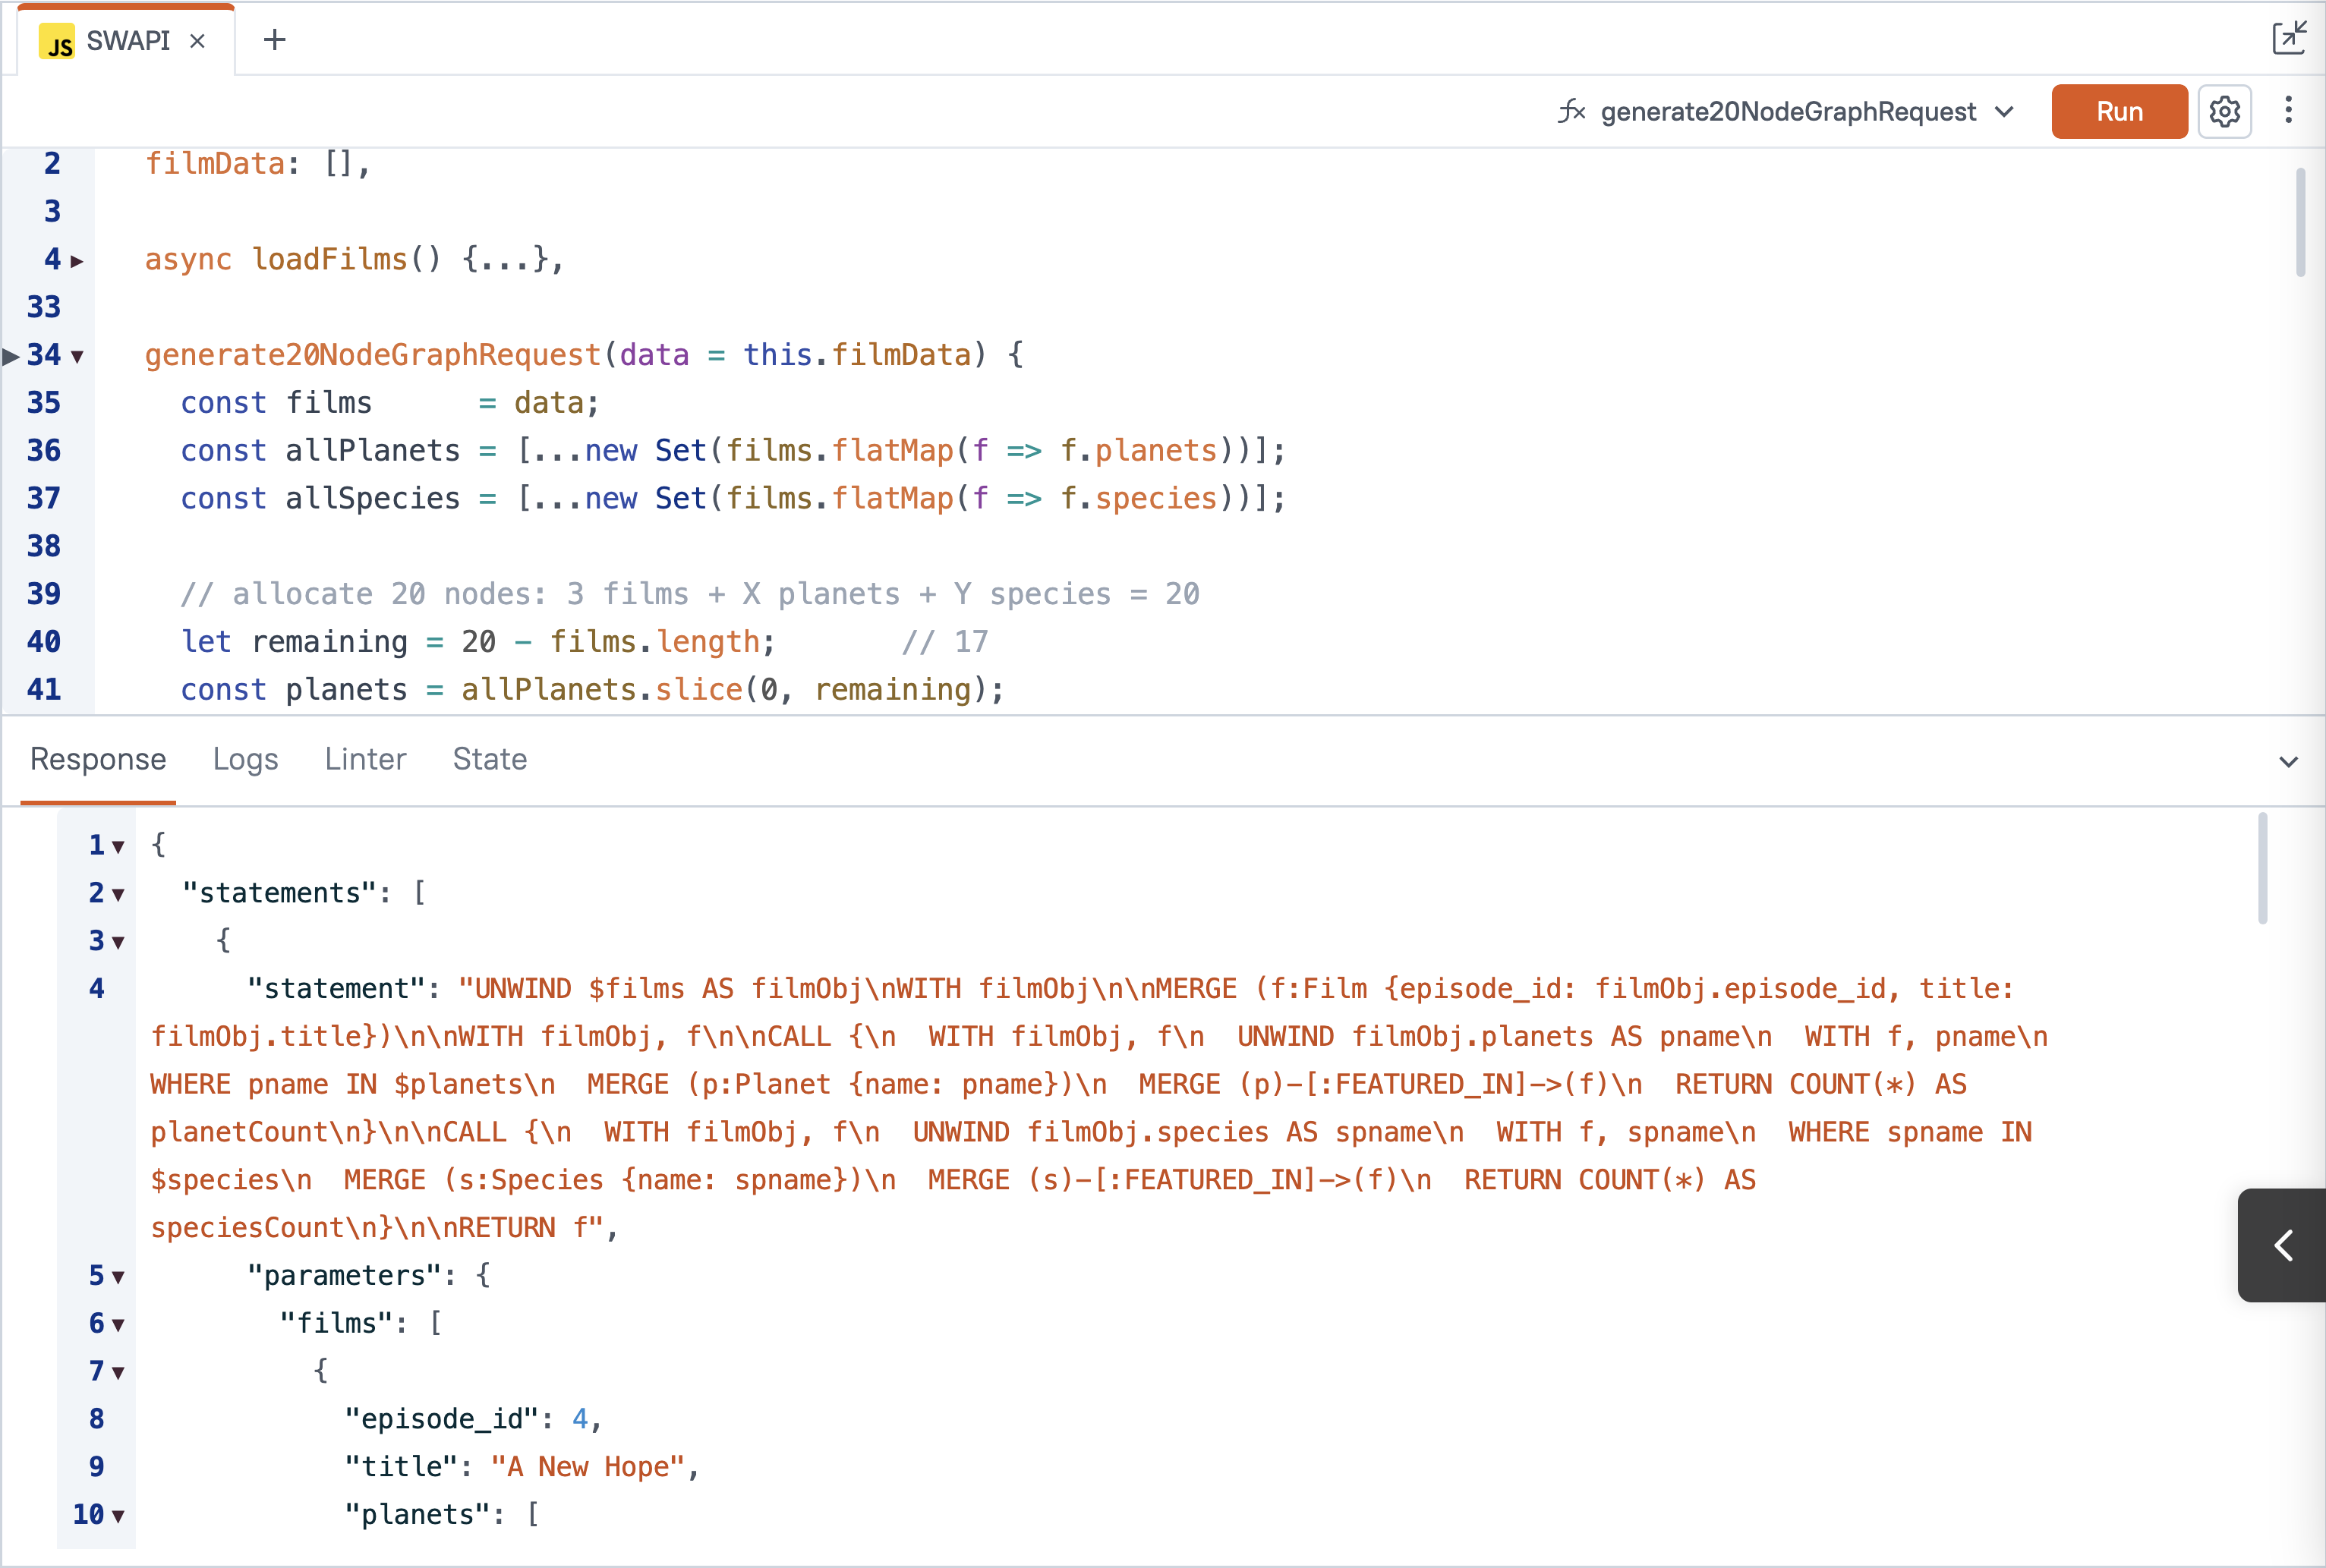 JS SWAPI × +
fx generate20NodeGraphRequest Run
2 filmData: [],
3
4 async loadFilms() {...},
33
34 generate20NodeGraphRequest(data = this.filmData) {
35 const films      = data;
36 const allPlanets = [...new Set(films.flatMap(f => f.planets))];
37 const allSpecies = [...new Set(films.flatMap(f => f.species))];
38
39 // allocate 20 nodes: 3 films + X planets + Y species = 20
40 let remaining = 20 - films.length;       // 17
41 const planets = allPlanets.slice(0, remaining);
Response Logs Linter State
1 {
2 "statements": [
3 {
4 "statement": "UNWIND $films AS filmObj\nWITH filmObj\n\nMERGE (f:Film {episode_id: filmObj.episode_id, title:
filmObj.title})\n\nWITH filmObj, f\n\nCALL {\n  WITH filmObj, f\n  UNWIND filmObj.planets AS pname\n  WITH f, pname\n
WHERE pname IN $planets\n  MERGE (p:Planet {name: pname})\n  MERGE (p)-[:FEATURED_IN]->(f)\n  RETURN COUNT(*) AS
planetCount\n}\n\nCALL {\n  WITH filmObj, f\n  UNWIND filmObj.species AS spname\n  WITH f, spname\n  WHERE spname IN
$species\n  MERGE (s:Species {name: spname})\n  MERGE (s)-[:FEATURED_IN]->(f)\n  RETURN COUNT(*) AS
speciesCount\n}\n\nRETURN f",
5 "parameters": {
6 "films": [
7 {
8 "episode_id": 4,
9 "title": "A New Hope",
10 "planets": [